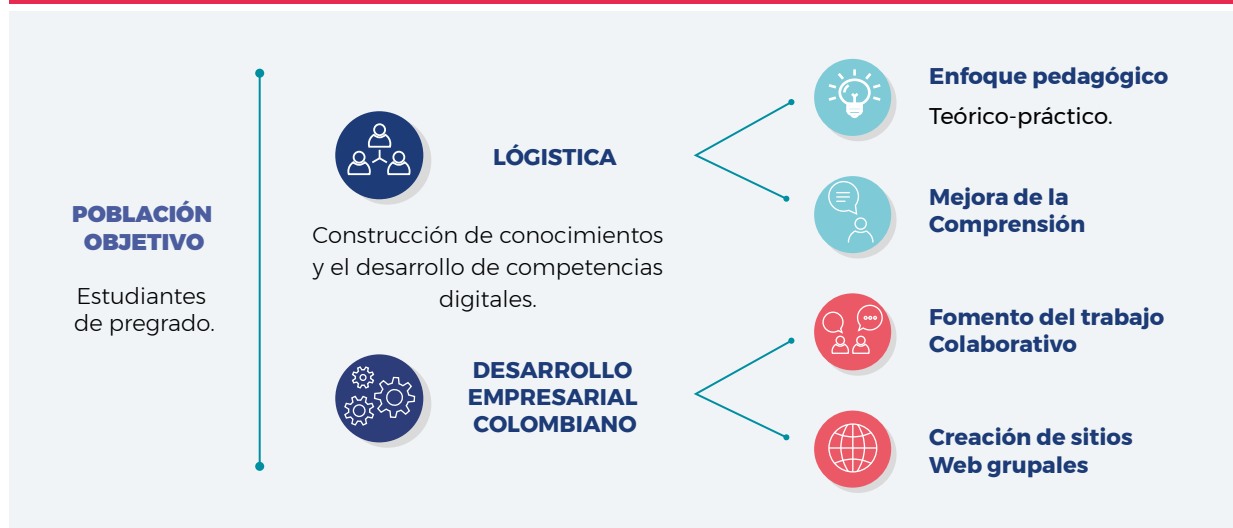 POBLACIÓN
OBJETIVO
Estudiantes
de pregrado.
LÓGISTICA
Construcción de conocimientos
y el desarrollo de competencias
digitales.
DESARROLLO
EMPRESARIAL
COLOMBIANO
Enfoque pedagógico
Teórico-práctico.
Mejora de la
Comprensión
Fomento del trabajo
Colaborativo
Creación de sitios
Web grupales